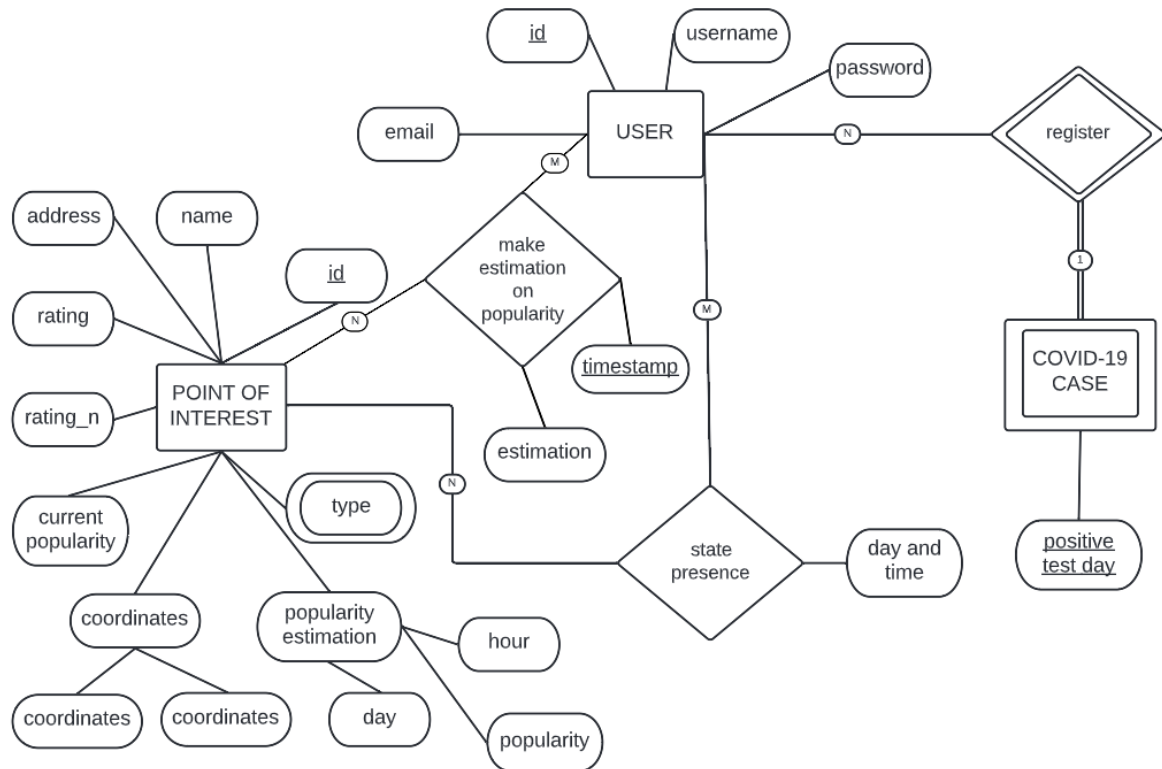 id
username
password
email
USER
N
register
M
address
name
make
estimation
on
popularity
id
1
rating
N
M
timestamp
COVID-19
CASE
POINT OF
INTEREST
rating_n
estimation
N
type
current
popularity
state
presence
day and
time
positive
test day
coordinates
popularity
estimation
hour
coordinates
coordinates
day
popularity